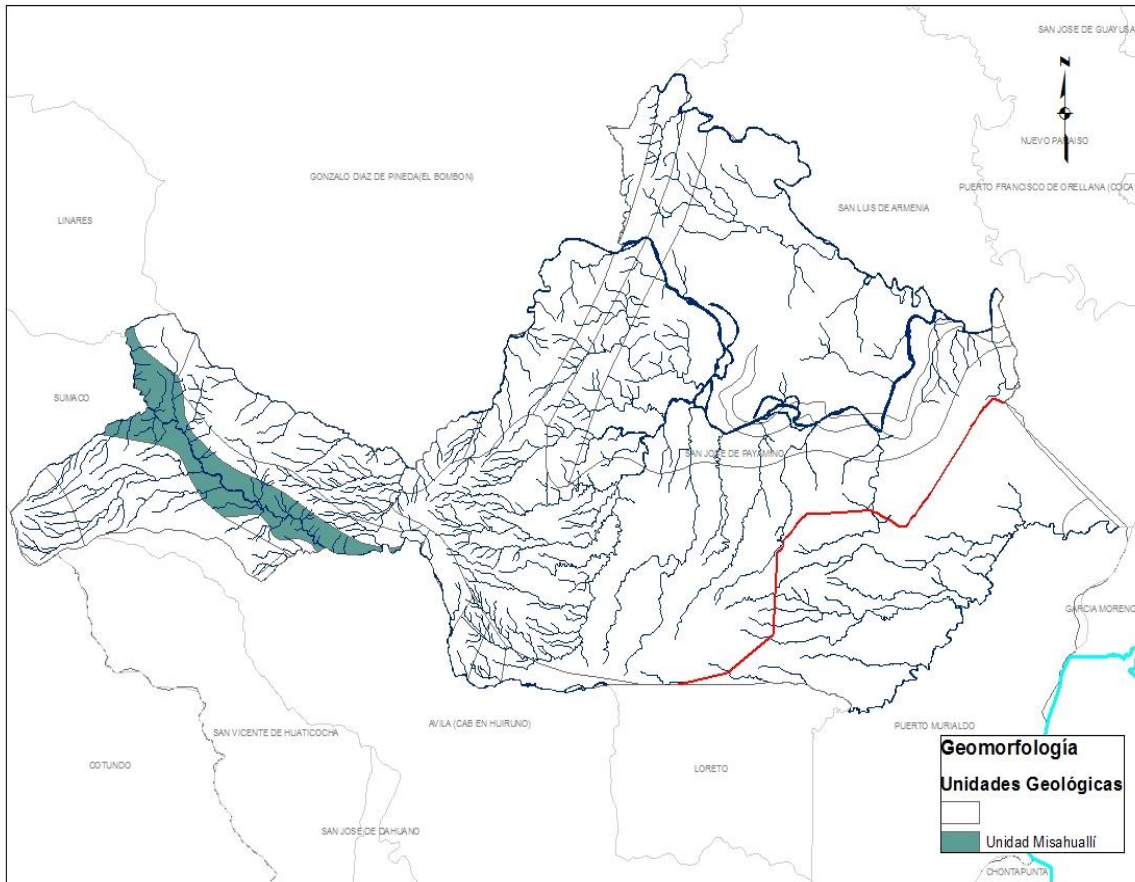 SAN JOSE DE GUAYUSA
N
NUEVO PARAISO
GONZALO DIAZ DE PINEDA(EL BOMBON)
PUERTO FRANCISCO DE ORELLANA (COCA
SAN LUIS DE ARMENIA
LINARES
SUMACO
SAN JOSE DE PAYAMINO
GARCIA MORENO
AVILA (CAB EN HUIRUNO)
PUERTO MURIALDO
SAN VICENTE DE HUATICOCHA
COTUNDO
LORETO
SAN JOSE DE DAHUANO
Geomorfología
Unidades Geológicas
Unidad Misahuallí
CHONTAPUNTA